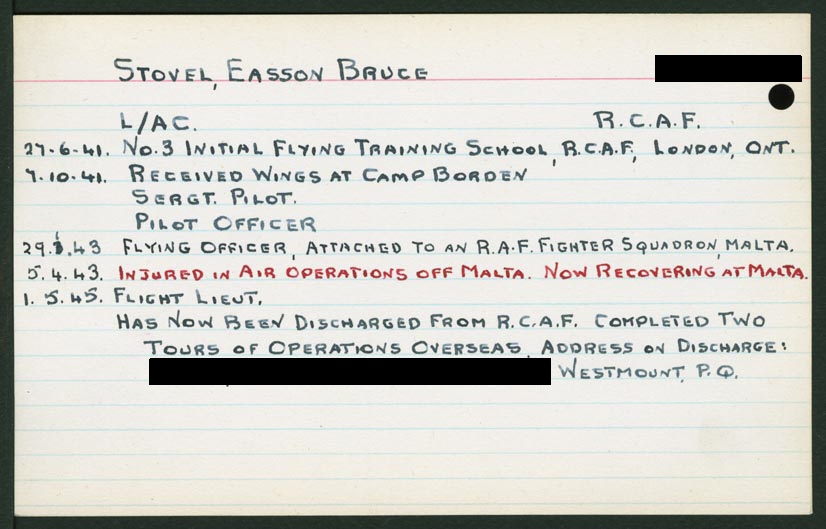 STOVEL, EASSON BRUCE
L/AC. R.C.A.F.
27.6.41. No.3 INITIAL FLYING TRAINING SCHOOL, R.C.A.F., LONDON, ONT.
7.10.41. RECEIVED WINGS AT CAMP BORDEN
SERGT. PILOT.
PILOT OFFICER
29.1.43 FLYING OFFICER, ATTACHED TO AN R.A.F. FIGHTER SQUADRON, MALTA.
5.4.43. INJURED IN AIR OPERATIONS OFF MALTA. NOW RECOVERING AT MALTA.
1.5.45. FLIGHT LIEUT.
HAS NOW BEEN DISCHARGED FROM R.C.A.F. COMPLETED TWO
TOURS OF OPERATIONS OVERSEAS. ADDRESS ON DISCHARGE:
WESTMOUNT, P.Q.